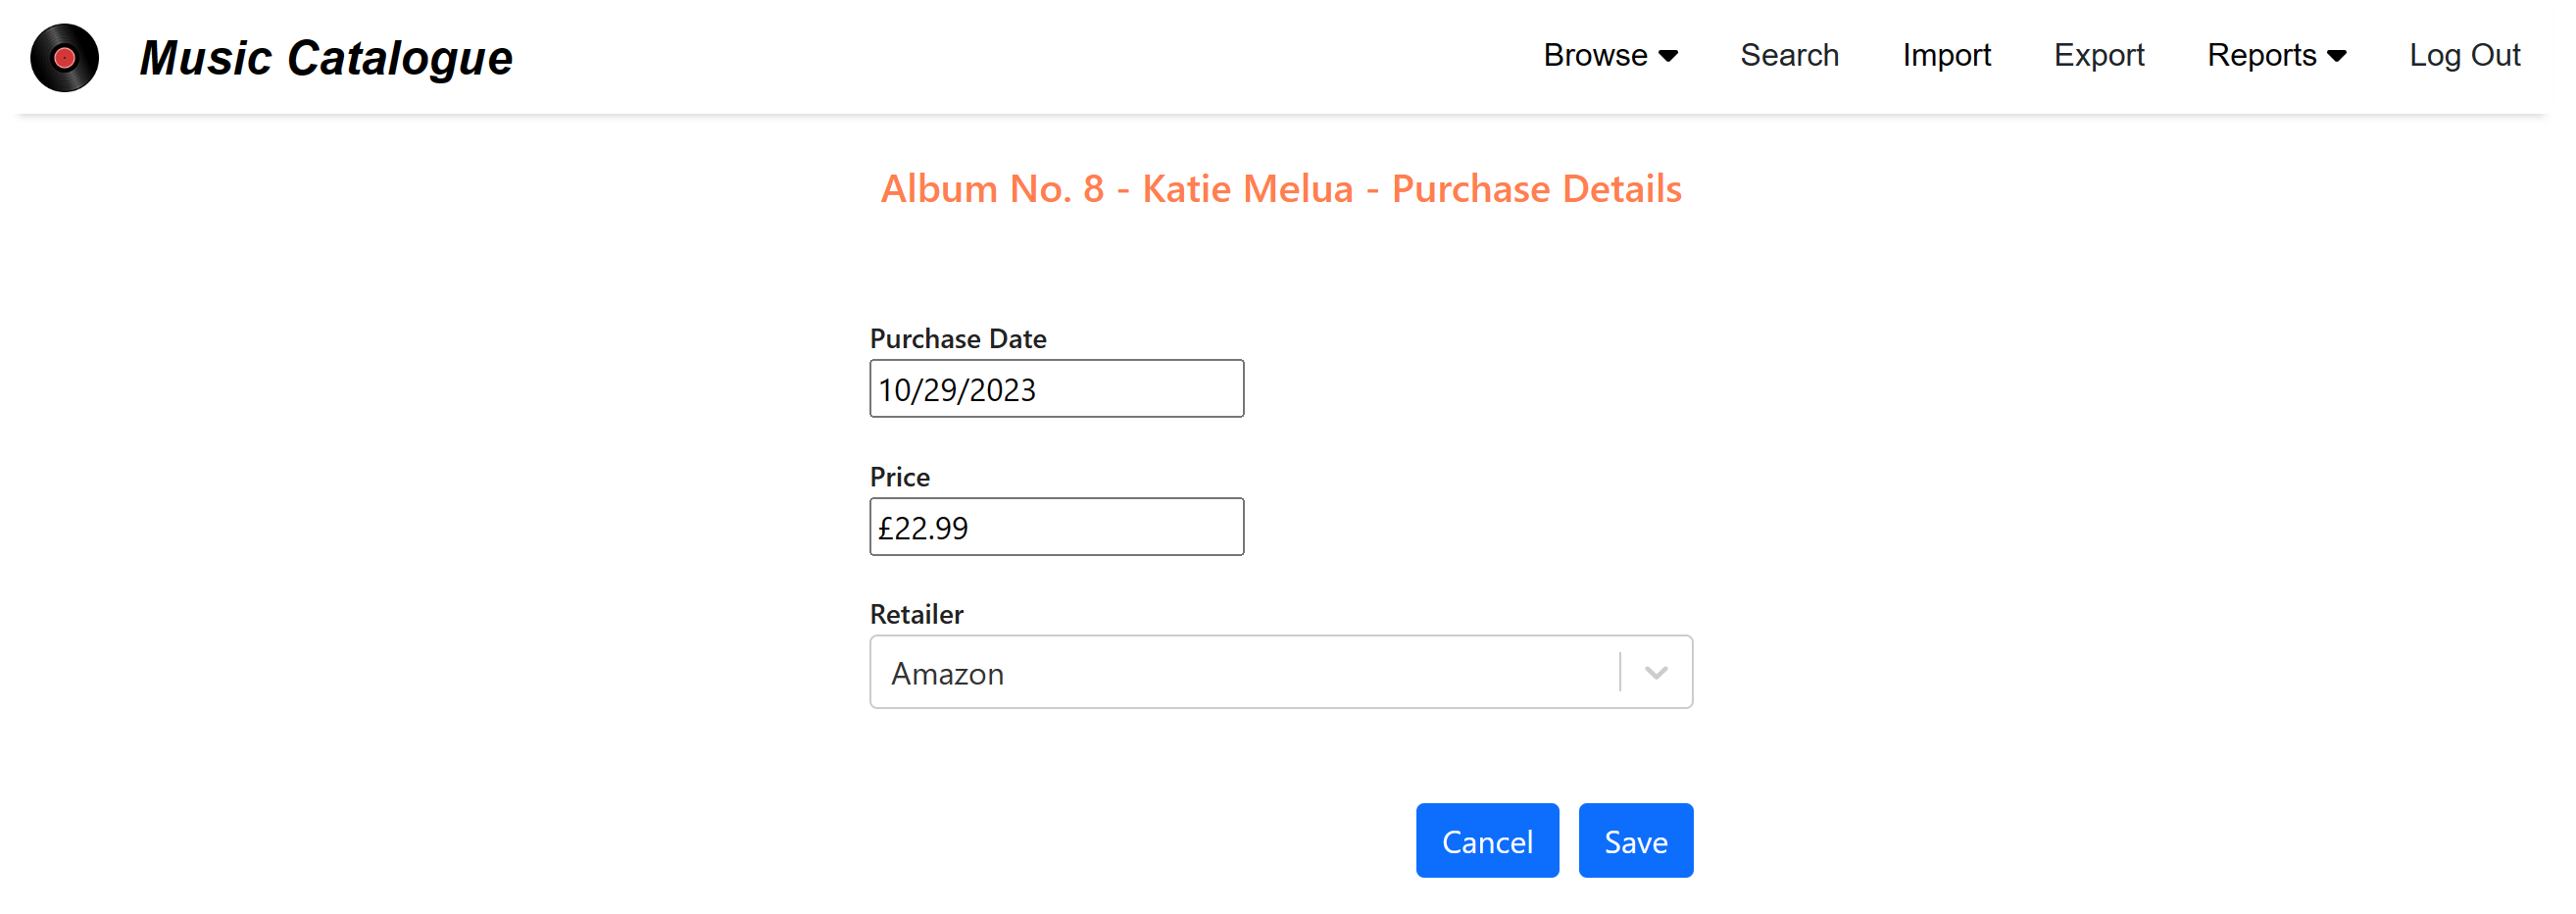 Music Catalogue Browse Search Import Export Reports Log Out
Album No. 8 - Katie Melua - Purchase Details
Purchase Date
10/29/2023
Price
£22.99
Retailer
Amazon
Cancel Save